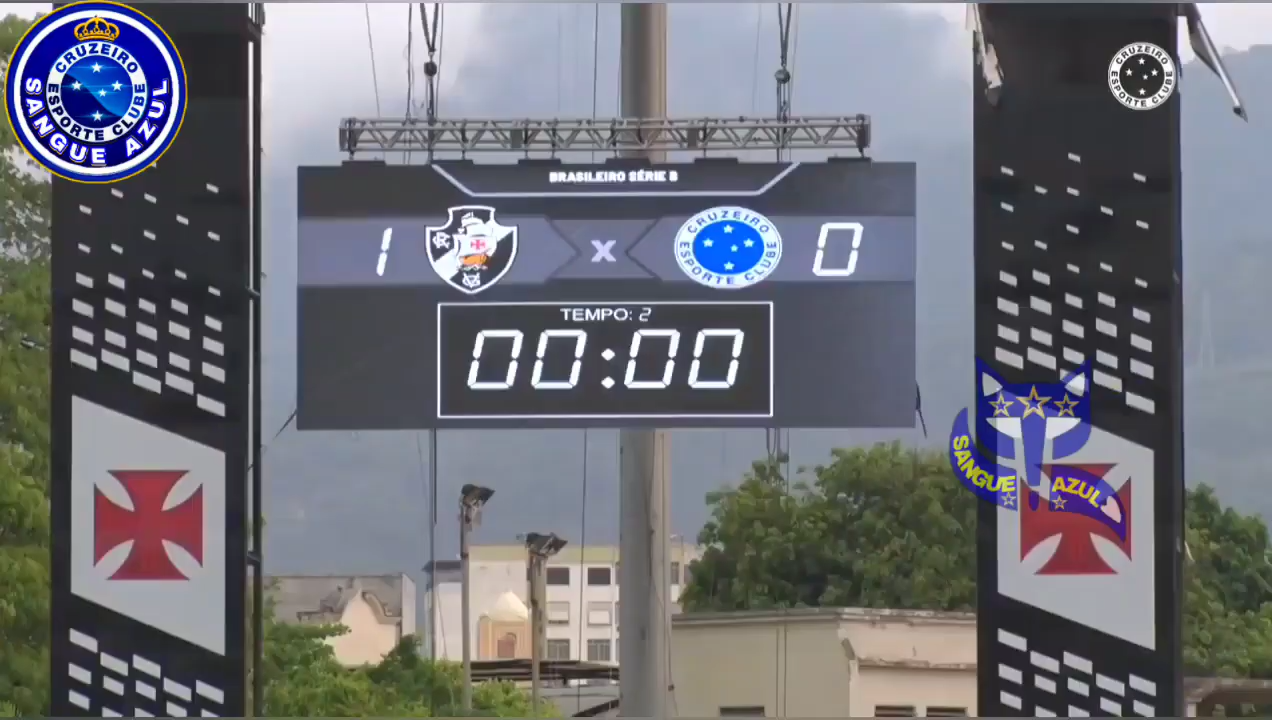 CRUZEIRO
ESPORTE CLUBE
SANGUE AZUL
CRUZEIRO
ESPORTE CLUBE
BRASILEIRO SÉRIE B
1 X 0
CRUZEIRO
ESPORTE CLUBE
TEMPO: 2
00:00
SANGUE AZUL